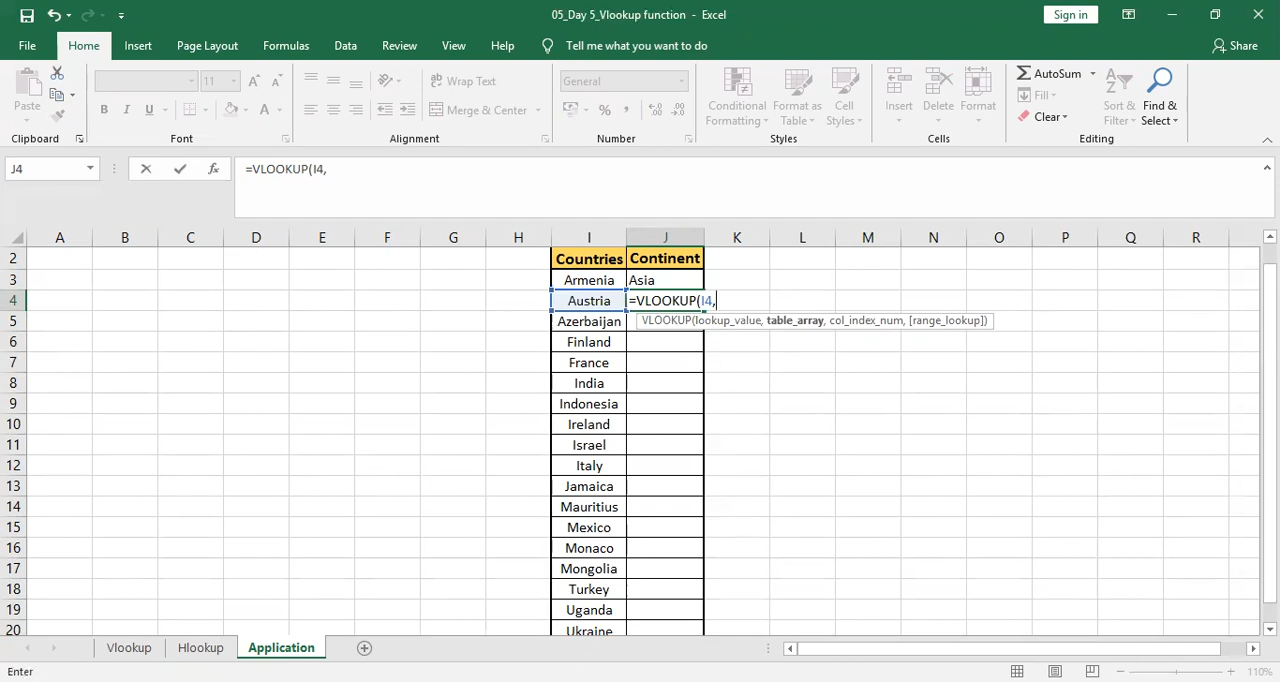 05_Day 5_Vlookup function - Excel
Sign in
File Home Insert Page Layout Formulas Data Review View Help Tell me what you want to do Share
Paste
Clipboard
11
B I U
Font
Wrap Text
Merge & Center
Alignment
General
Number
Conditional Formatting
Format as Table
Cell Styles
Styles
Insert Delete Format
Cells
AutoSum
Fill
Clear
Sort & Filter
Find & Select
Editing
J4 fx =VLOOKUP(I4,
A B C D E F G H I J K L M N O P Q R
2 Countries Continent
3 Armenia Asia
4 Austria =VLOOKUP(I4,
5 Azerbaijan VLOOKUP(lookup_value, table_array, col_index_num, [range_lookup])
6 Finland
7 France
8 India
9 Indonesia
10 Ireland
11 Israel
12 Italy
13 Jamaica
14 Mauritius
15 Mexico
16 Monaco
17 Mongolia
18 Turkey
19 Uganda
20 Ukraine
Vlookup Hlookup Application
Enter 110%